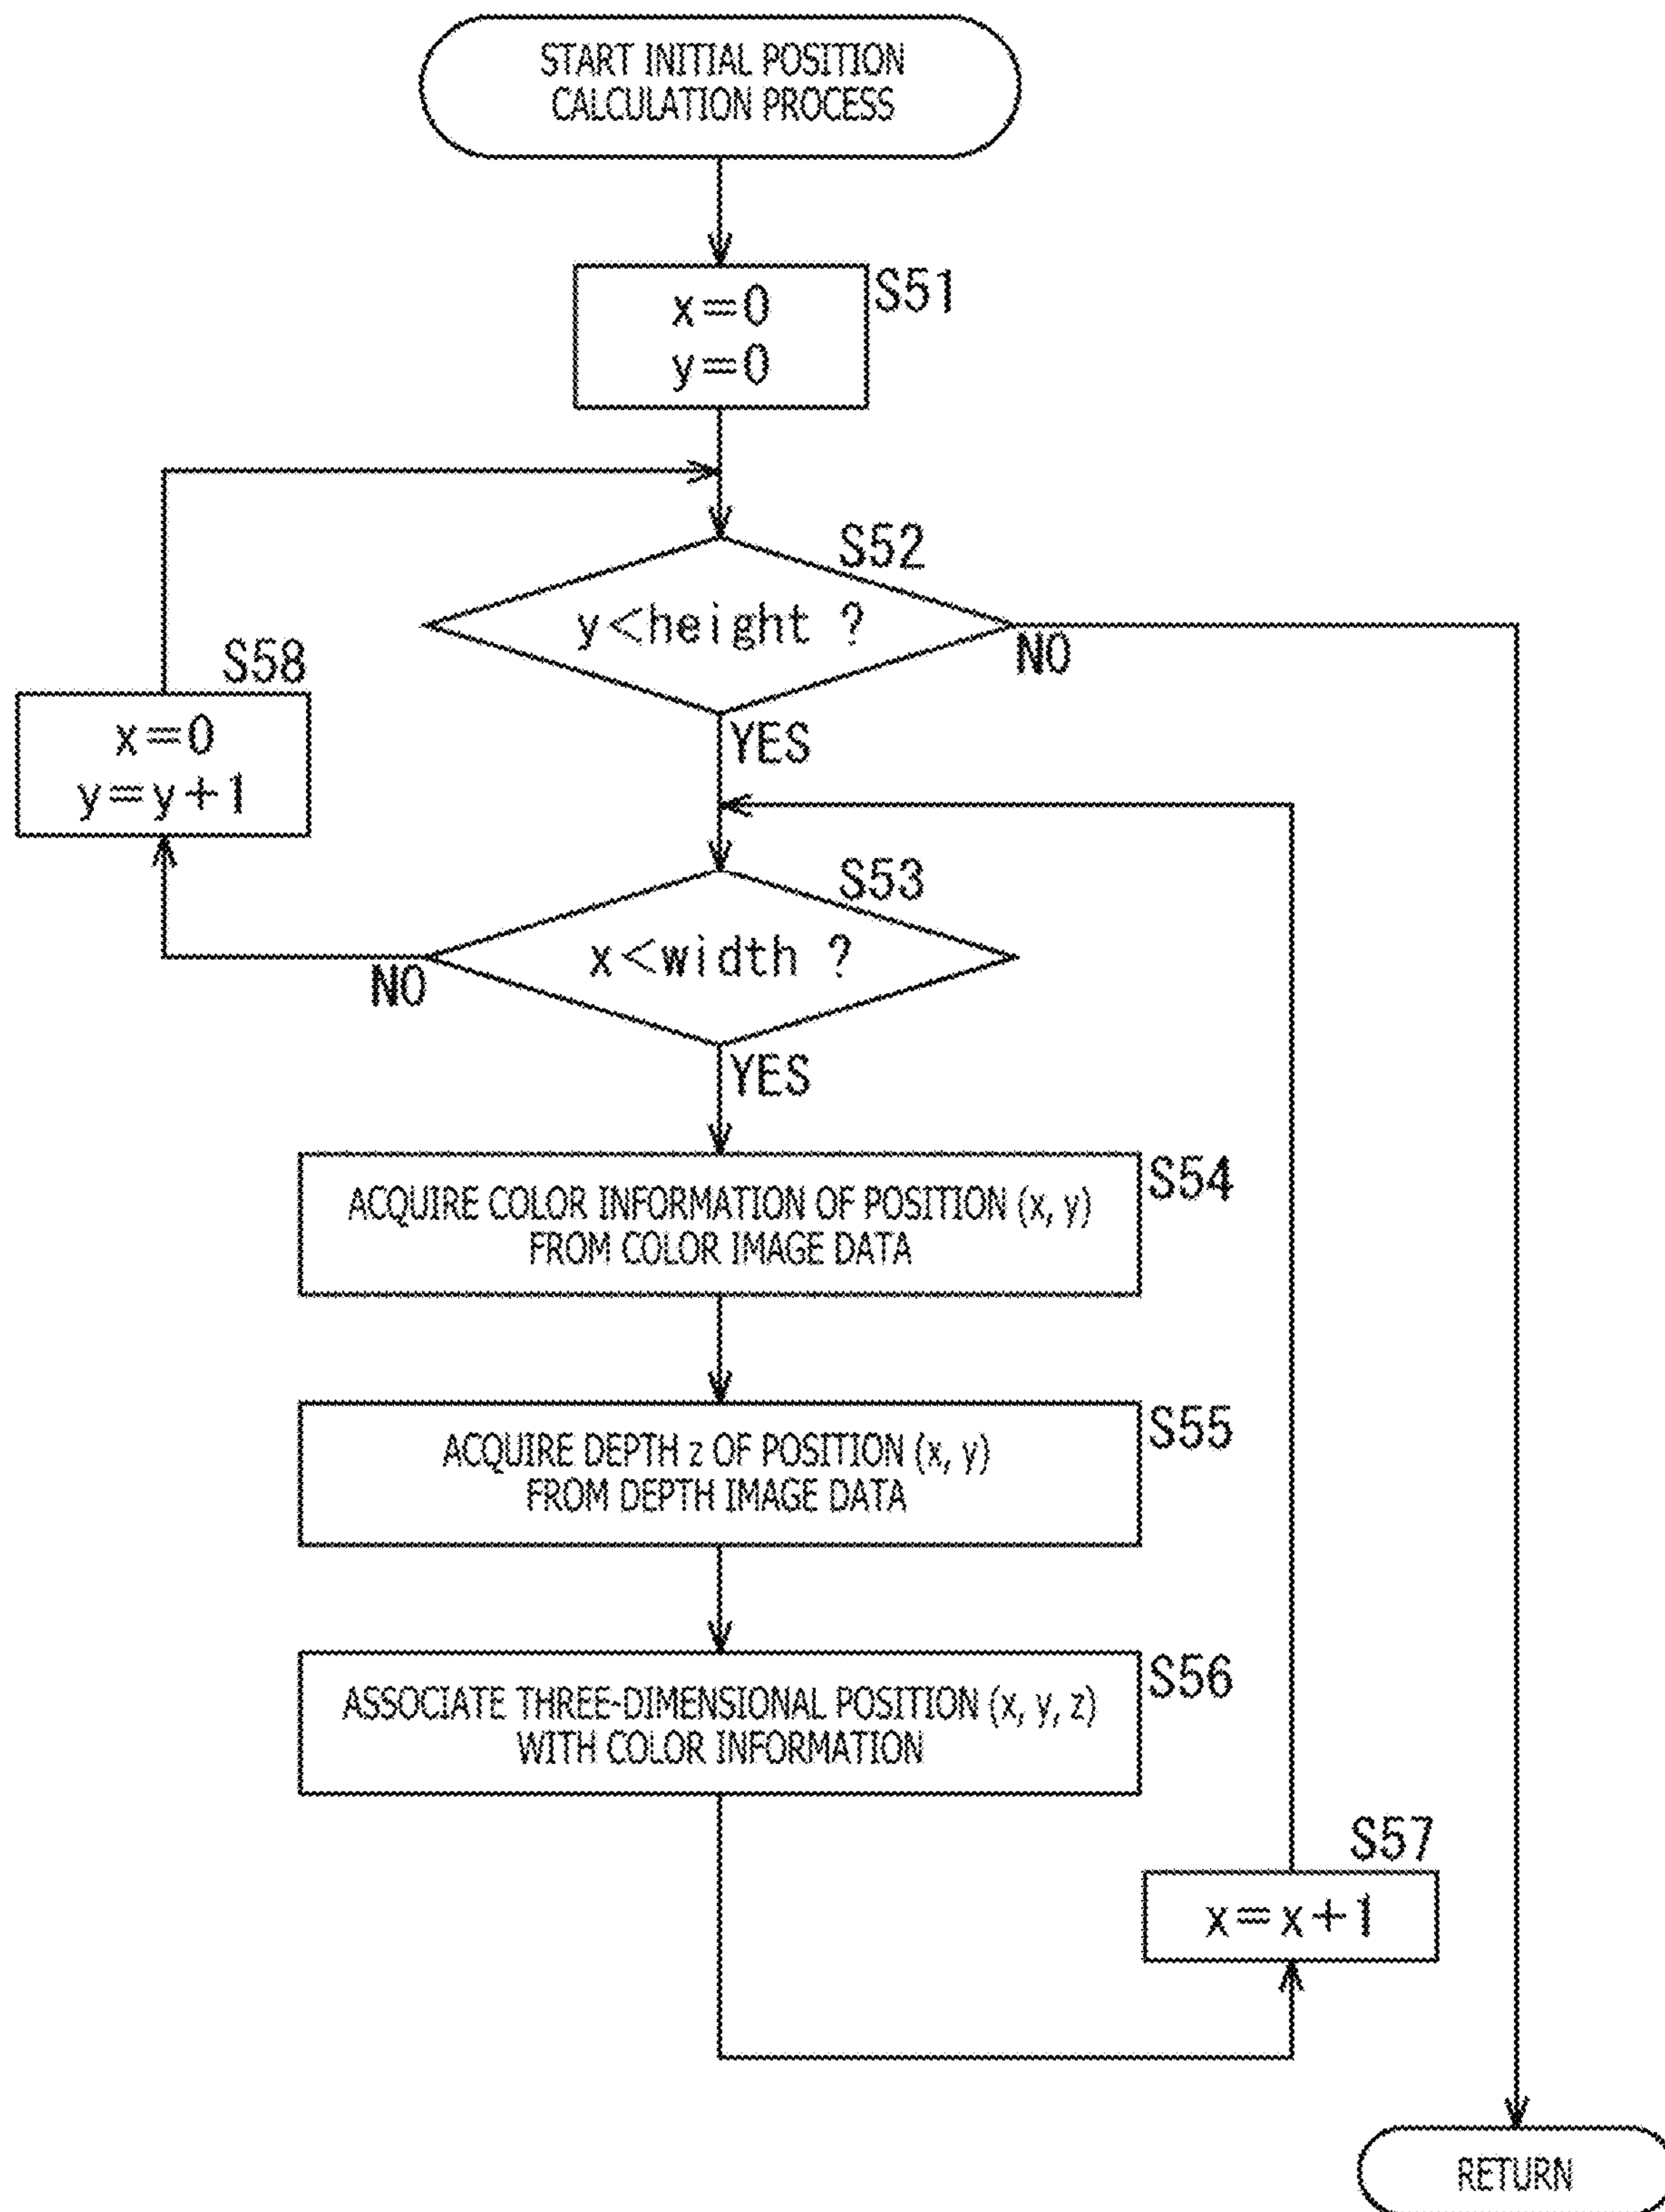 START INITIAL POSITION
CALCULATION PROCESS
S51
x=0
y=0
S52
y<height ?
NO
YES
S58
x=0
y=y+1
S53
x<width ?
NO
YES
S54
ACQUIRE COLOR INFORMATION OF POSITION (x, y)
FROM COLOR IMAGE DATA
S55
ACQUIRE DEPTH z OF POSITION (x, y)
FROM DEPTH IMAGE DATA
S56
ASSOCIATE THREE-DIMENSIONAL POSITION (x, y, z)
WITH COLOR INFORMATION
S57
x=x+1
RETURN